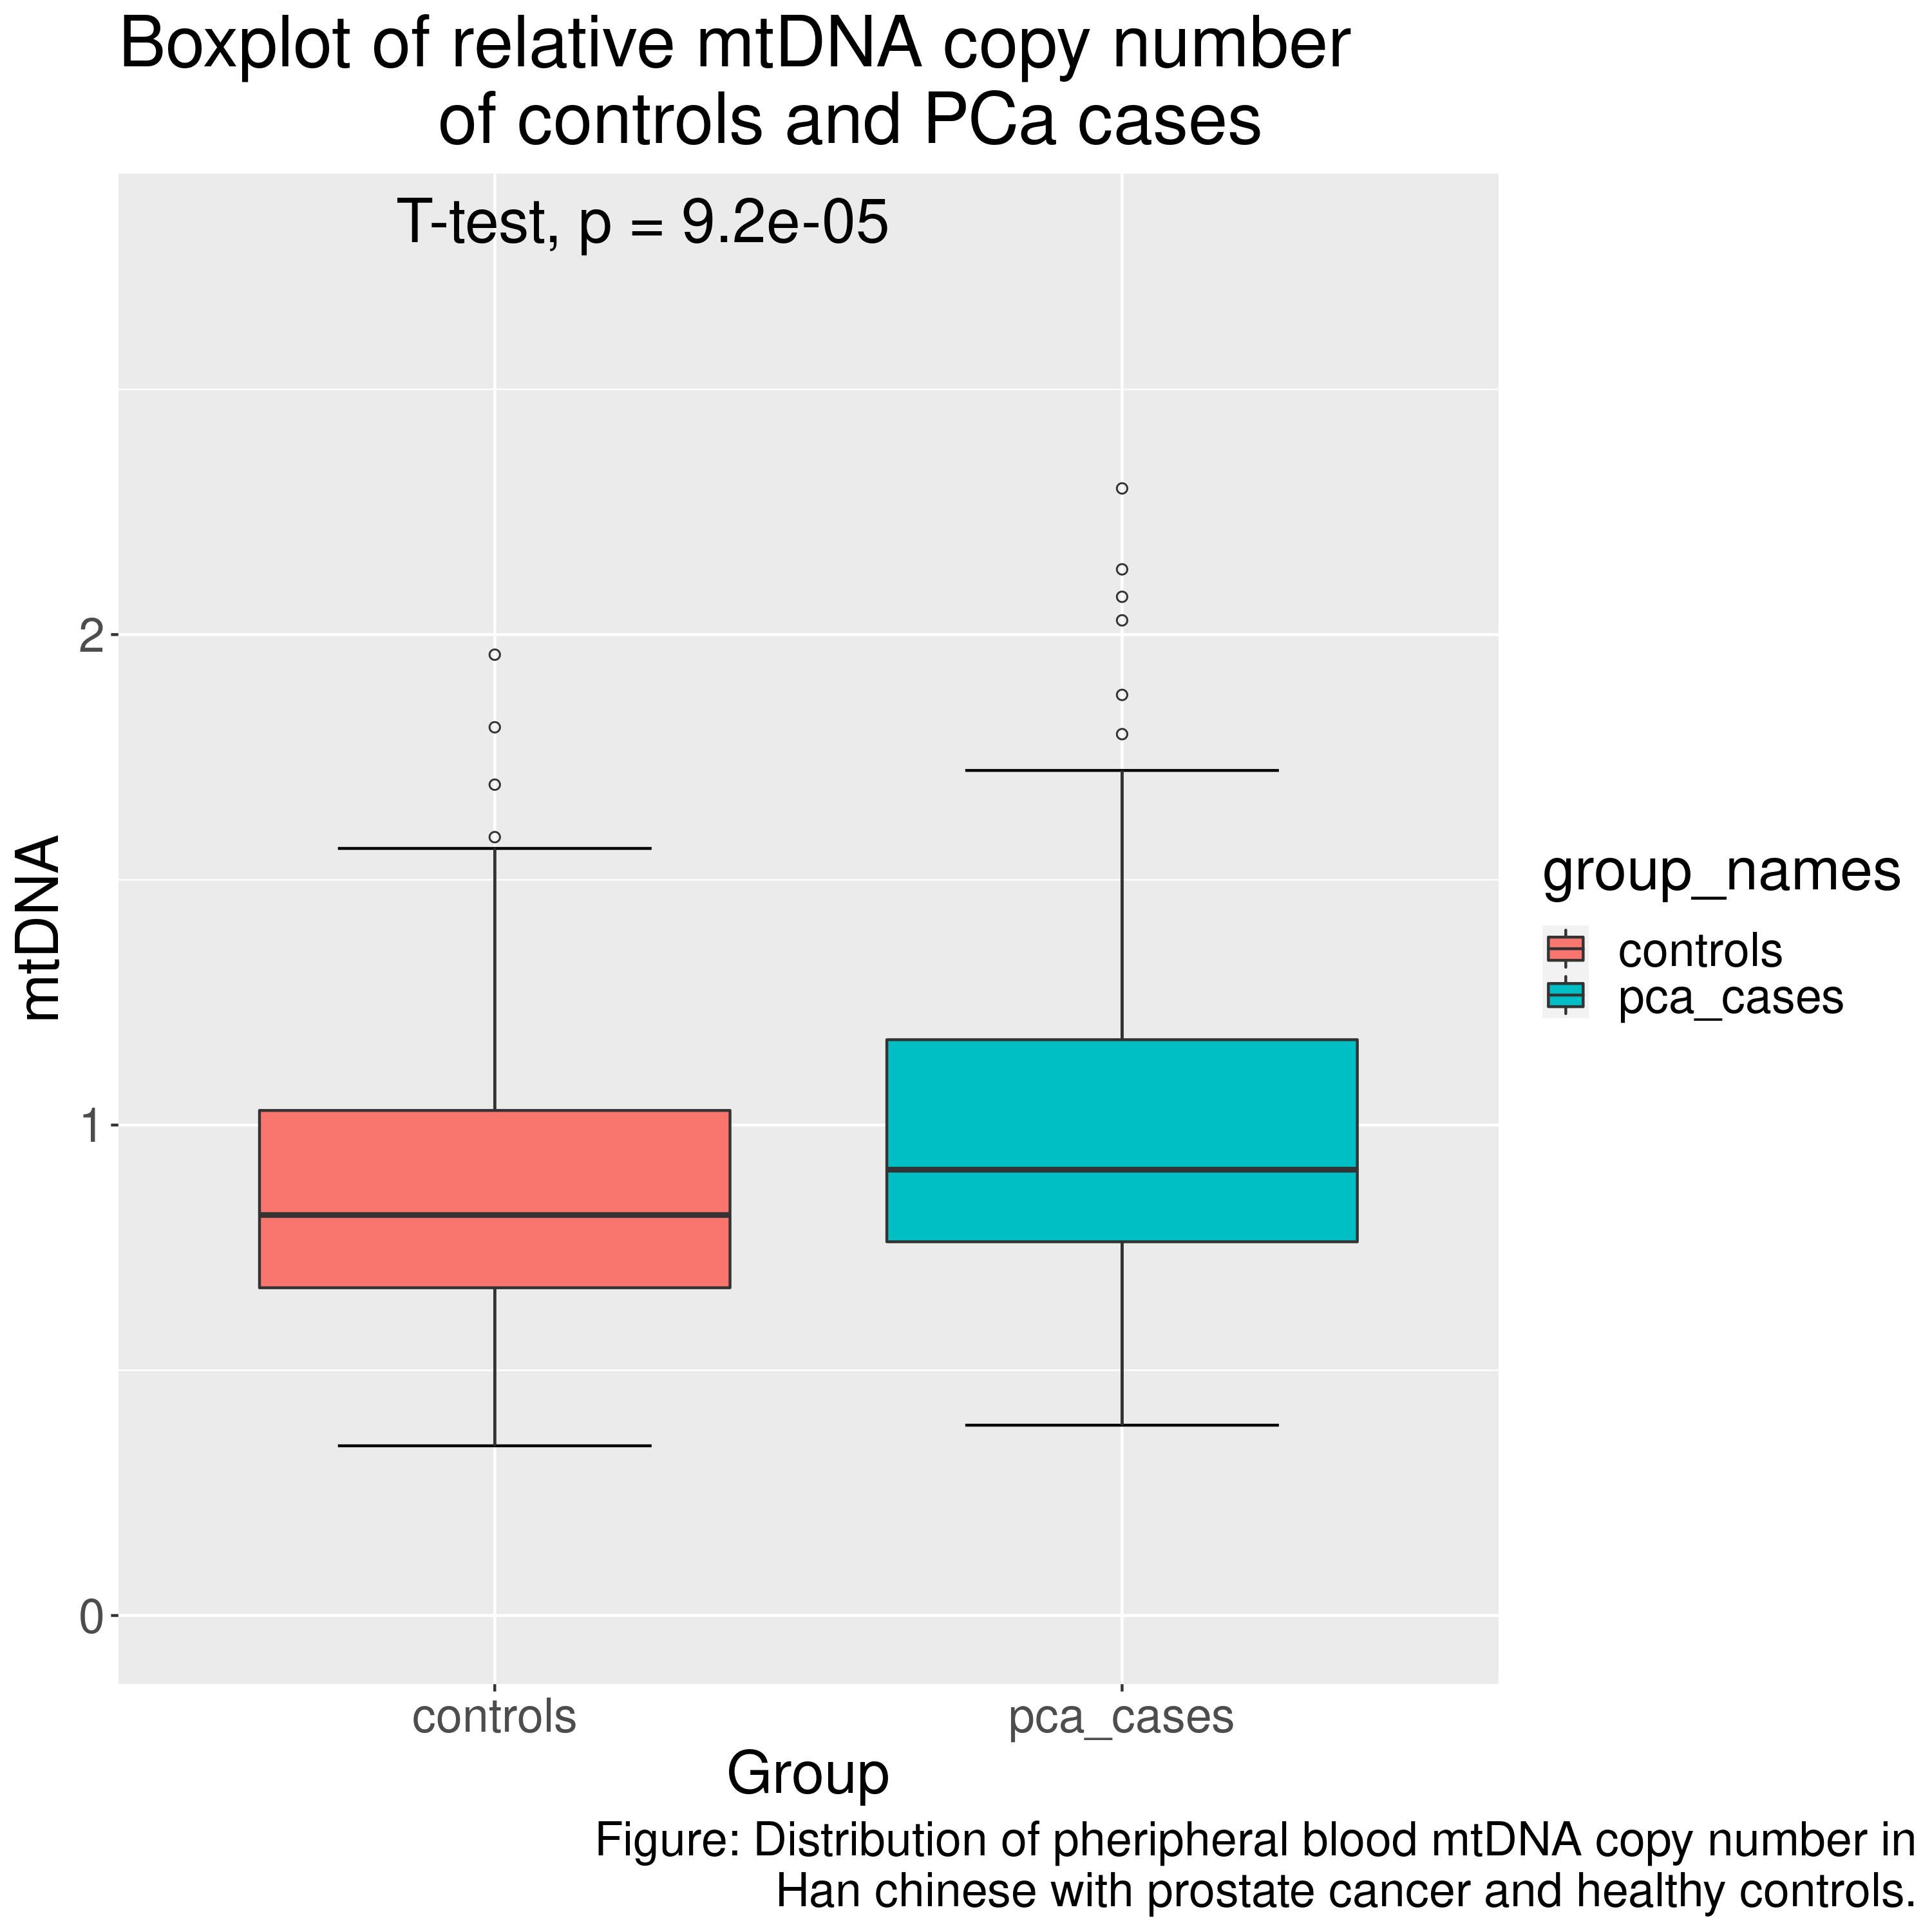 Boxplot of relative mtDNA copy number
of controls and PCa cases
T-test, p = 9.2e-05
mtDNA
2
1
0
controls
pca_cases
Group
group_names
controls
pca_cases
Figure: Distribution of pheripheral blood mtDNA copy number in
Han chinese with prostate cancer and healthy controls.